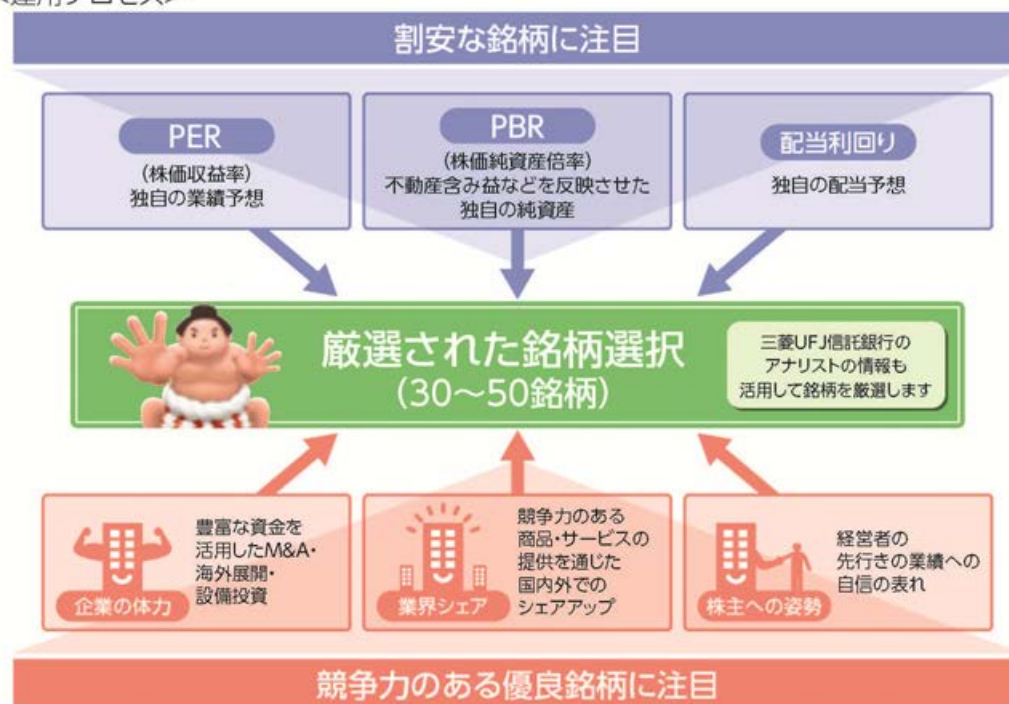 <運用プロセス>
割安な銘柄に注目
PER
(株価収益率)
独自の業績予想
PBR
(株価純資産倍率)
不動産含み益などを反映させた
独自の純資産
配当利回り
独自の配当予想
厳選された銘柄選択
(30～50銘柄)
三菱UFJ信託銀行の
アナリストの情報も
活用して銘柄を厳選します
豊富な資金を
活用したM&A・
海外展開・
設備投資
企業の体力
競争力のある
商品・サービスの
提供を通じた
国内外での
シェアアップ
業界シェア
経営者の
先行きの業績への
自信の表れ
株主への姿勢
競争力のある優良銘柄に注目